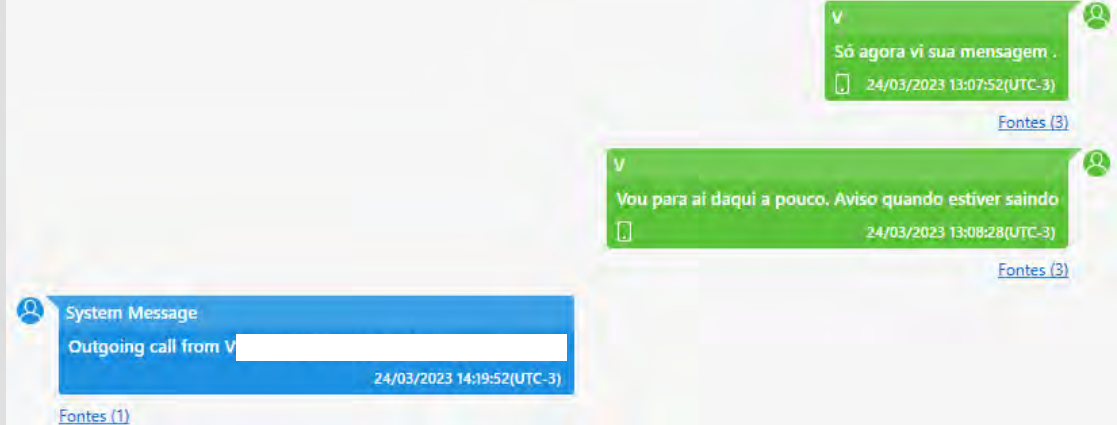 V
Só agora vi sua mensagem .
24/03/2023 13:07:52(UTC-3)
Fontes (3)
V
Vou para ai daqui a pouco. Aviso quando estiver saindo
24/03/2023 13:08:28(UTC-3)
Fontes (3)
System Message
Outgoing call from V
24/03/2023 14:19:52(UTC-3)
Fontes (1)